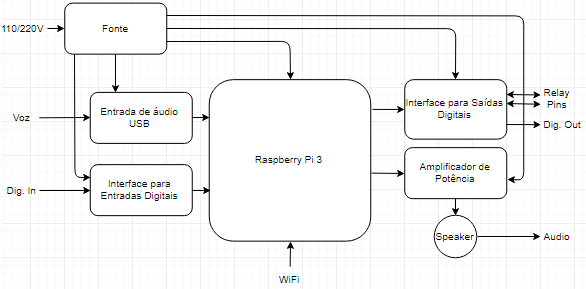 110/220V
Fonte
Voz
Entrada de áudio
USB
Dig. In
Interface para
Entradas Digitais
Raspberry Pi 3
WiFi
Interface para Saídas
Digitais
Relay
Pins
Dig. Out
Amplificador de
Potência
Speaker
Audio